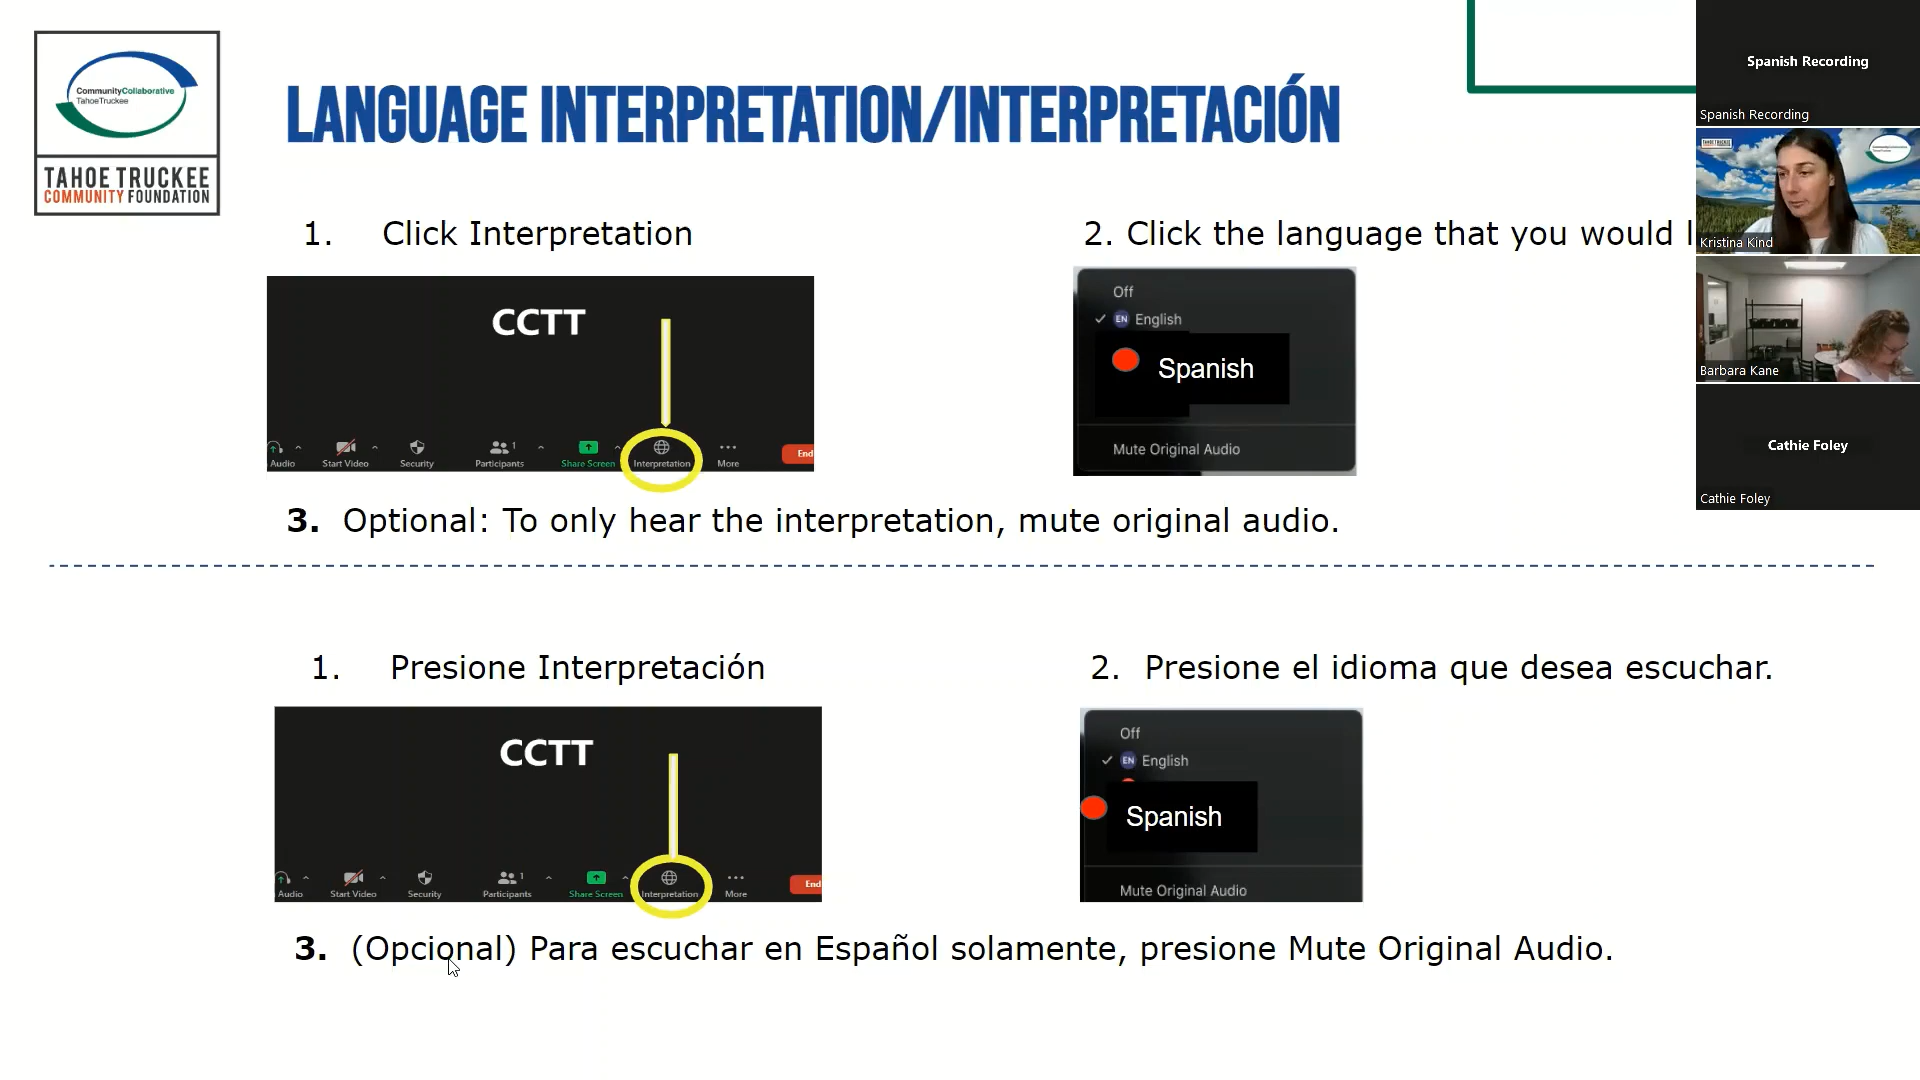 CommunityCollaborative
TahoeTruckee
TAHOE TRUCKEE
COMMUNITY FOUNDATION
LANGUAGE INTERPRETATION/INTERPRETACIÓN
1. Click Interpretation
2. Click the language that you would l
CCTT
Audio Start Video Security Participants 1 Share Screen Interpretation More End
Off
EN English
Spanish
Mute Original Audio
3. Optional: To only hear the interpretation, mute original audio.
1. Presione Interpretación
2. Presione el idioma que desea escuchar.
CCTT
Audio Start Video Security Participants 1 Share Screen Interpretation More End
Off
EN English
Spanish
Mute Original Audio
3. (Opcional) Para escuchar en Español solamente, presione Mute Original Audio.
Spanish Recording
Spanish Recording
Kristina Kind
Barbara Kane
Cathie Foley
Cathie Foley